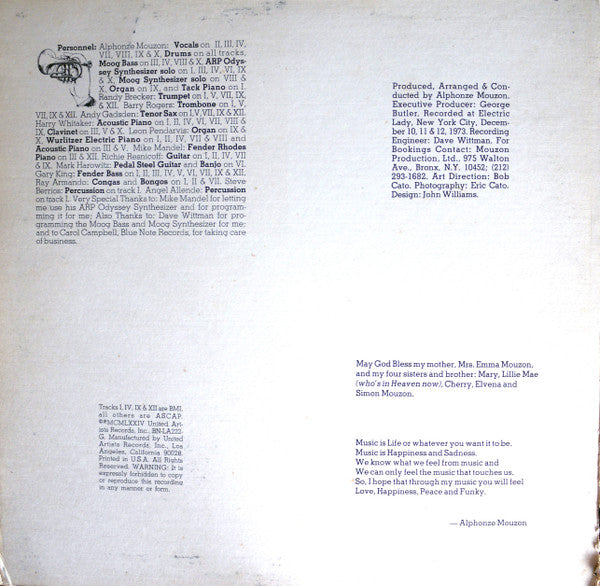 Personnel: Alphonze Mouzon: Vocals on II, III, IV,
VII, VIII, IX & X, Drums on all tracks,
Moog Bass on III, IV, VIII & X. ARP Odys-
sey Synthesizer solo on I, III, IV, VI, IX
& X, Moog Synthesizer solo on VIII &
X, Organ on IX, and Tack Piano on I.
Randy Brecker: Trumpet on I, V, VII, IX,
& XII. Barry Rogers: Trombone on I, V,
VII, IX & XII. Andy Gadsden: Tenor Sax on I,V,VII, IX & XII.
Harry Whitaker: Acoustic Piano on I, II, IV, VI, VII, VIII &
IX, Clavinet on III, V & X. Leon Pendarvis: Organ on IX &
X, Wurlitzer Electric Piano on I, II, IV, VII & VIII and
Acoustic Piano on III & V. Mike Mandel: Fender Rhodes
Piano on III & XII. Richie Resnicoff: Guitar on I, II, IV, VII
& IX. Mark Harowitz: Pedal Steel Guitar and Banjo on VI.
Gary King: Fender Bass on I, II, III, IV, V, VI, VII, IX & XII.
Ray Armando: Congas and Bongos on I, II & VII. Steve
Berrios: Percussion on track I. Angel Allende: Percussion
on track I. Very Special Thanks to: Mike Mandel for letting
me use his ARP Odyssey Synthesizer and for program-
ming it for me; Also Thanks to: Dave Wittman for pro-
gramming the Moog Bass and Moog Synthesizer for me;
and to Carol Campbell, Blue Note Records, for taking care
of business.
Produced, Arranged & Con-
ducted by Alphonze Mouzon.
Executive Producer: George
Butler. Recorded at Electric
Lady, New York City, Decem-
ber 10, 11 & 12, 1973. Recording
Engineer: Dave Wittman, For
Bookings Contact: Mouzon
Production, Ltd., 975 Walton
Ave., Bronx, N.Y. 10452; (212)
293-1682. Art Direction: Bob
Cato. Photography: Eric Cato.
Design: John Williams.
May God Bless my mother, Mrs. Emma Mouzon,
and my four sisters and brother: Mary, Lillie Mae
(who's in Heaven now), Cherry, Elvena and
Simon Mouzon.
Tracks I, IV, IX & XII are BMI,
all others are ASCAP.
©℗MCMLXXIV United Art-
ists Records, Inc., BN-LA222-
G. Manufactured by United
Artists Records, Inc., Los
Angeles, California 90028.
Printed in U.S.A. All Rights
Reserved. WARNING: It is
expressly forbidden to copy
or reproduce this recording
in any manner or form.
Music is Life or whatever you want it to be.
Music is Happiness and Sadness.
We know what we feel from music and
We can only feel the music that touches us.
So, I hope that through my music you will feel
Love, Happiness, Peace and Funky.
— Alphonze Mouzon